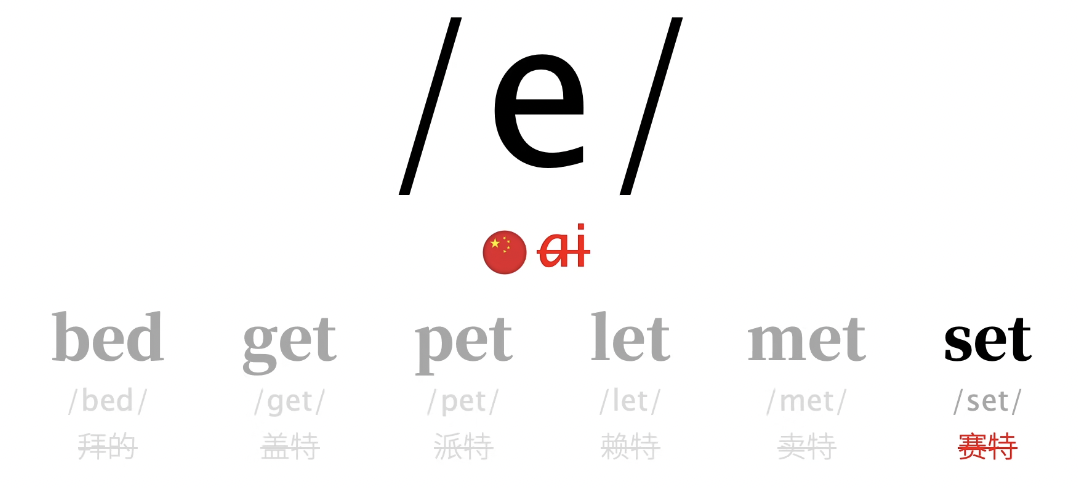 /e/
ai
bed get pet let met set
/bed/ /get/ /pet/ /let/ /met/ /set/
拜的 盖特 派特 赖特 卖特 赛特